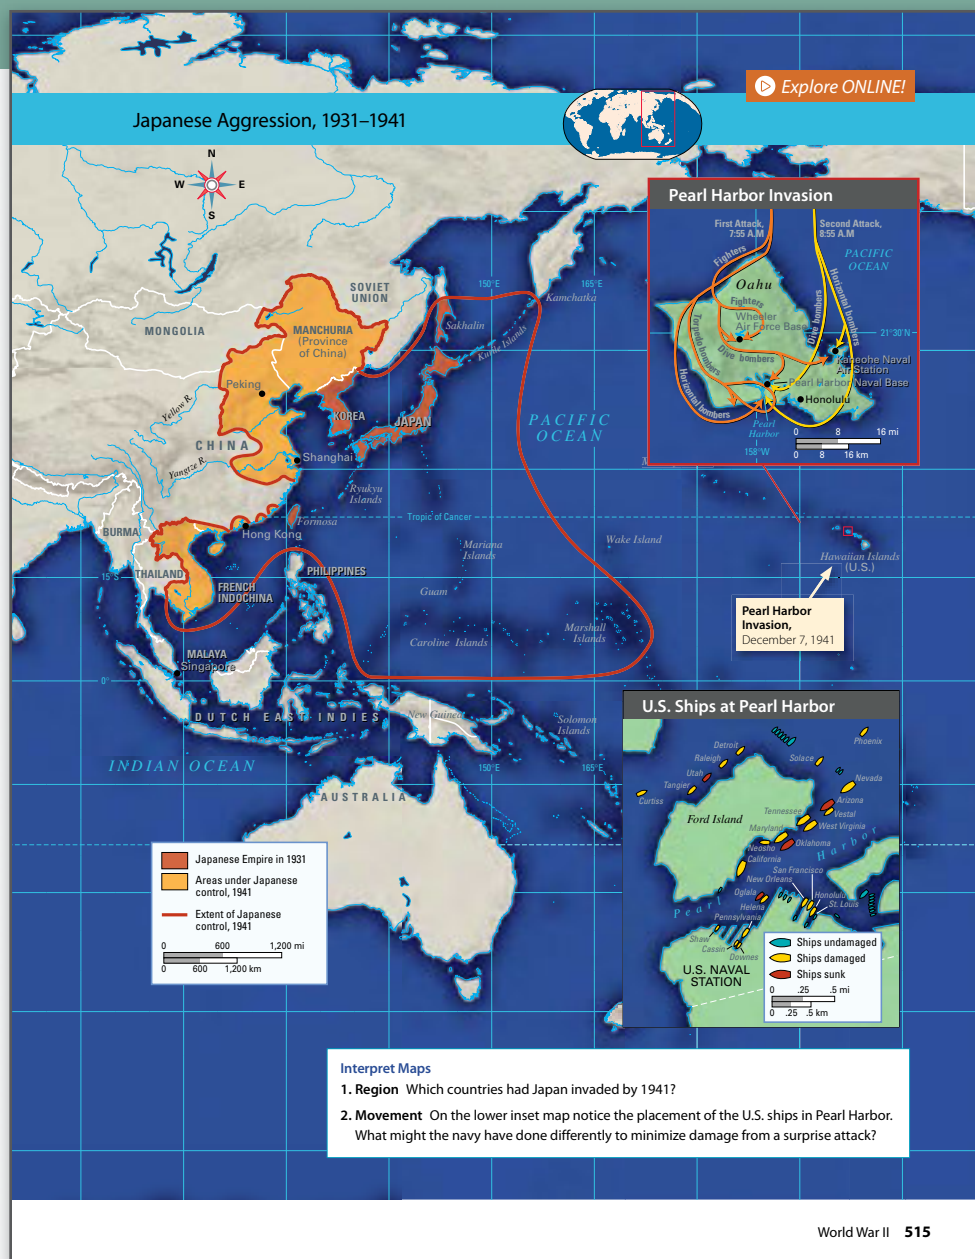 Explore ONLINE!
Japanese Aggression, 1931–1941
N
W
E
S
SOVIET
UNION
MONGOLIA
MANCHURIA
(Province
of China)
150°E
165°E
Kamchatka
Sakhalin
Kurile Islands
Peking
Yellow R.
KOREA
JAPAN
CHINA
PACIFIC
OCEAN
Yangtze R.
Shanghai
Ryukyu
Islands
Formosa
Tropic of Cancer
BURMA
Hong Kong
Mariana
Islands
Wake Island
Hawaiian Islands
(U.S.)
15°S
THAILAND
FRENCH
INDOCHINA
PHILIPPINES
Guam
Marshall
Islands
Caroline Islands
MALAYA
Singapore
0°
DUTCH EAST INDIES
New Guinea
Solomon
Islands
INDIAN OCEAN
150°E
165°E
AUSTRALIA
Pearl Harbor Invasion
First Attack,
7:55 A.M
Second Attack,
8:55 A.M
PACIFIC
OCEAN
Fighters
Oahu
Fighters
Wheeler
Air Force Base
Torpedo bombers
Dive bombers
Horizontal bombers
Dive bombers
Horizontal bombers
21°30'N
Kaneohe Naval
Air Station
Pearl Harbor Naval Base
Honolulu
Pearl
Harbor
158°W
0 8 16 mi
0 8 16 km
Pearl Harbor
Invasion,
December 7, 1941
U.S. Ships at Pearl Harbor
Detroit
Phoenix
Raleigh
Solace
Utah
Nevada
Tangier
Curtiss
Arizona
Vestal
Tennessee
West Virginia
Ford Island
Maryland
Oklahoma
Neosho
California
San Francisco
New Orleans
Oglala
Honolulu
St. Louis
Helena
Pearl Harbor
Pennsylvania
Shaw
Cassin
Downes
U.S. NAVAL
STATION
Ships undamaged
Ships damaged
Ships sunk
0 .25 .5 mi
0 .25 .5 km
Japanese Empire in 1931
Areas under Japanese
control, 1941
Extent of Japanese
control, 1941
0 600 1,200 mi
0 600 1,200 km
Interpret Maps
1. Region Which countries had Japan invaded by 1941?
2. Movement On the lower inset map notice the placement of the U.S. ships in Pearl Harbor.
What might the navy have done differently to minimize damage from a surprise attack?
World War II 515